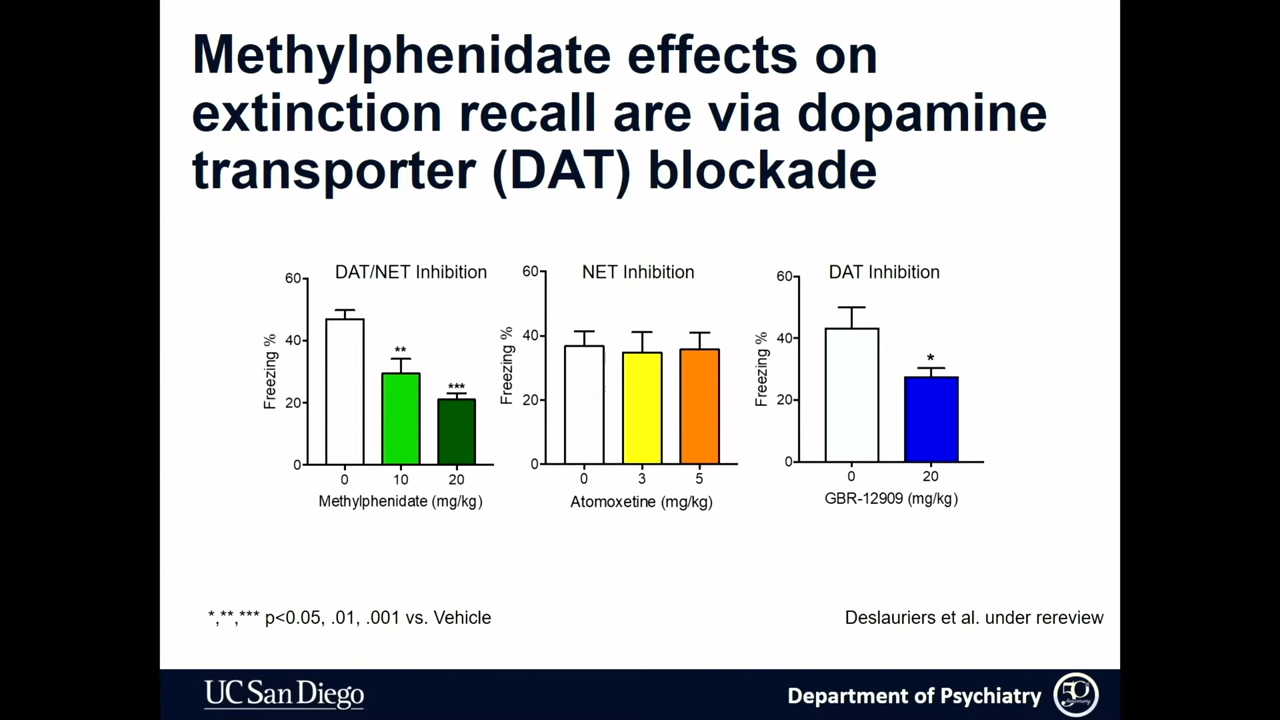 Methylphenidate effects on
extinction recall are via dopamine
transporter (DAT) blockade
DAT/NET Inhibition
60
40
20
0
Freezing %
**
***
0 10 20
Methylphenidate (mg/kg)
NET Inhibition
60
40
20
0
Freezing %
0 3 5
Atomoxetine (mg/kg)
DAT Inhibition
60
40
20
0
Freezing %
*
0 20
GBR-12909 (mg/kg)
*,**,*** p<0.05, .01, .001 vs. Vehicle
Deslauriers et al. under rereview
UC San Diego
Department of Psychiatry
50